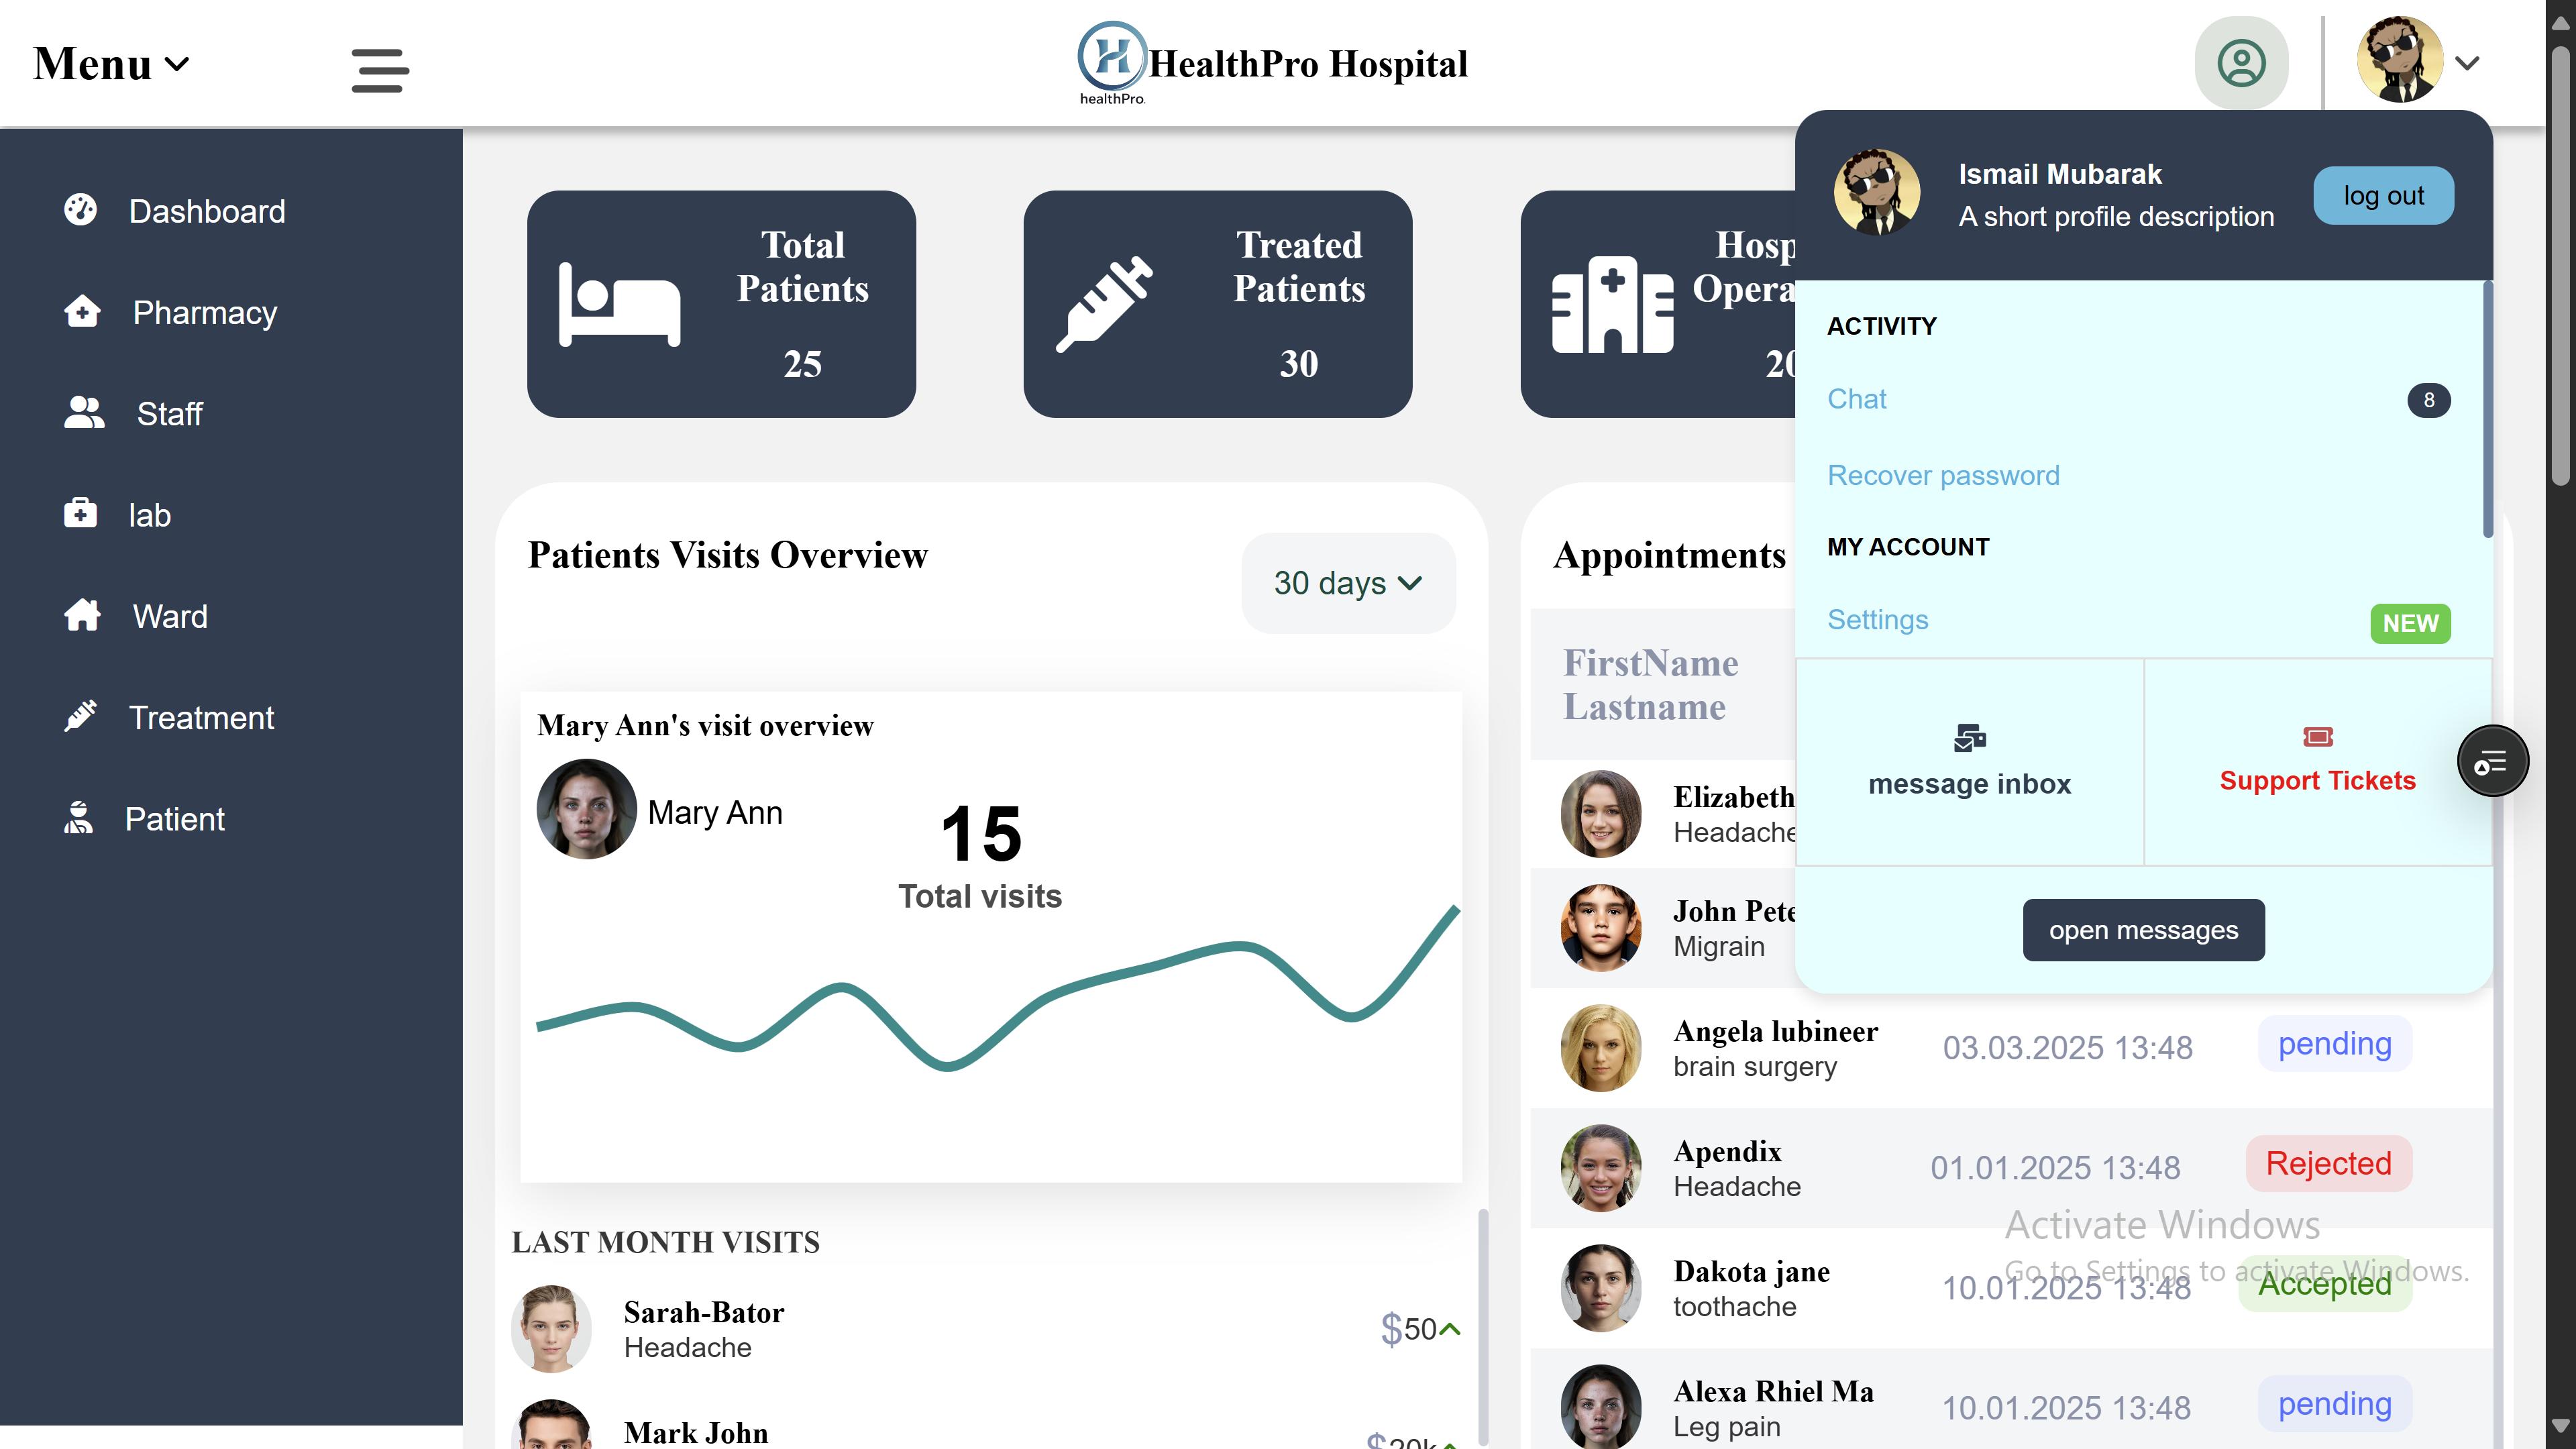 Menu
healthPro.
HealthPro Hospital
Dashboard
Pharmacy
Staff
lab
Ward
Treatment
Patient
Total
Patients
25
Treated
Patients
30
Ismail Mubarak
A short profile description
log out
ACTIVITY
Chat
8
Recover password
MY ACCOUNT
Settings
NEW
message inbox
Support Tickets
open messages
Patients Visits Overview
30 days
Mary Ann's visit overview
Mary Ann
15
Total visits
LAST MONTH VISITS
Sarah-Bator
Headache
$50
Mark John
Appointments
FirstName
Lastname
Elizabeth
Headache
John Pete
Migrain
Angela lubineer
brain surgery
03.03.2025 13:48
pending
Apendix
Headache
01.01.2025 13:48
Rejected
Dakota jane
toothache
10.01.2025 13:48
Accepted
Alexa Rhiel Ma
Leg pain
10.01.2025 13:48
pending
Activate Windows
Go to Settings to activate Windows.